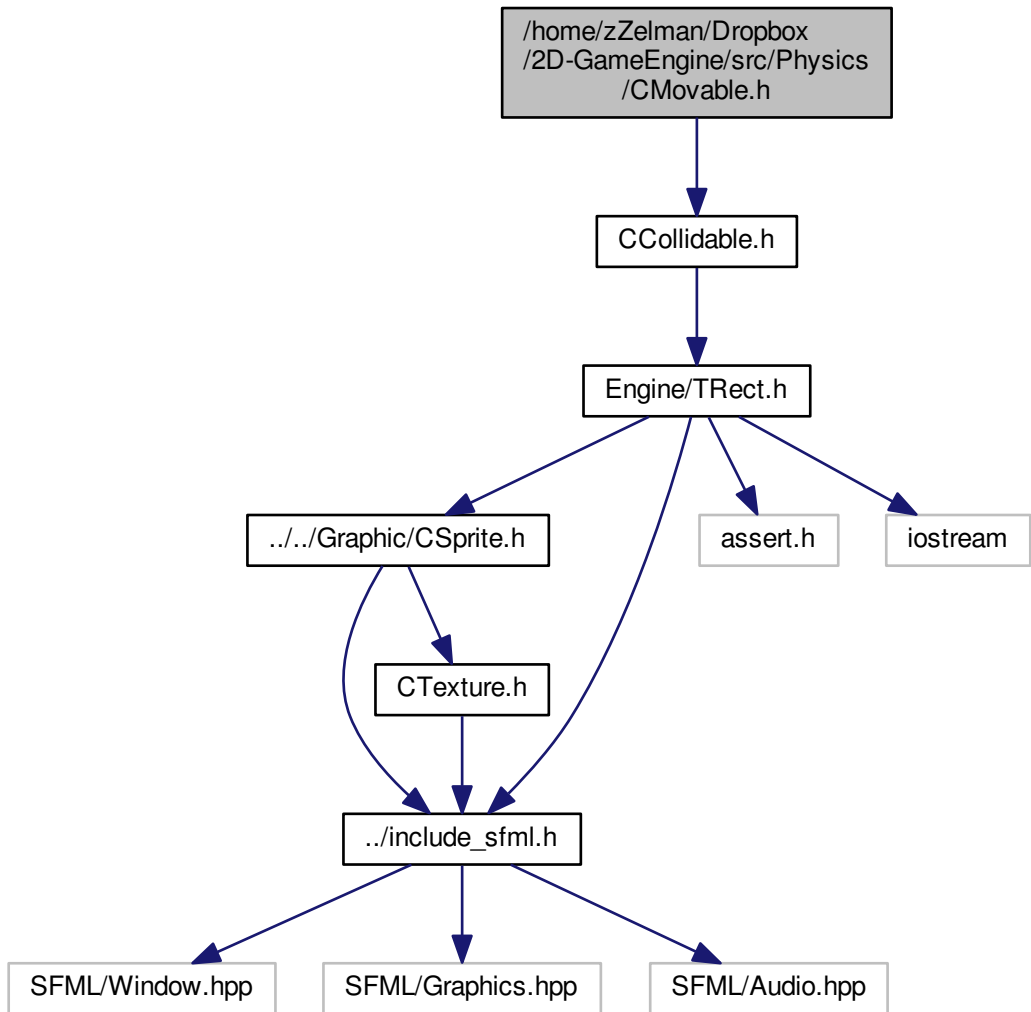 /home/zZelman/Dropbox
/2D-GameEngine/src/Physics
/CMovable.h
CCollidable.h
Engine/TRect.h
../../Graphic/CSprite.h
assert.h
iostream
CTexture.h
../include_sfml.h
SFML/Window.hpp
SFML/Graphics.hpp
SFML/Audio.hpp